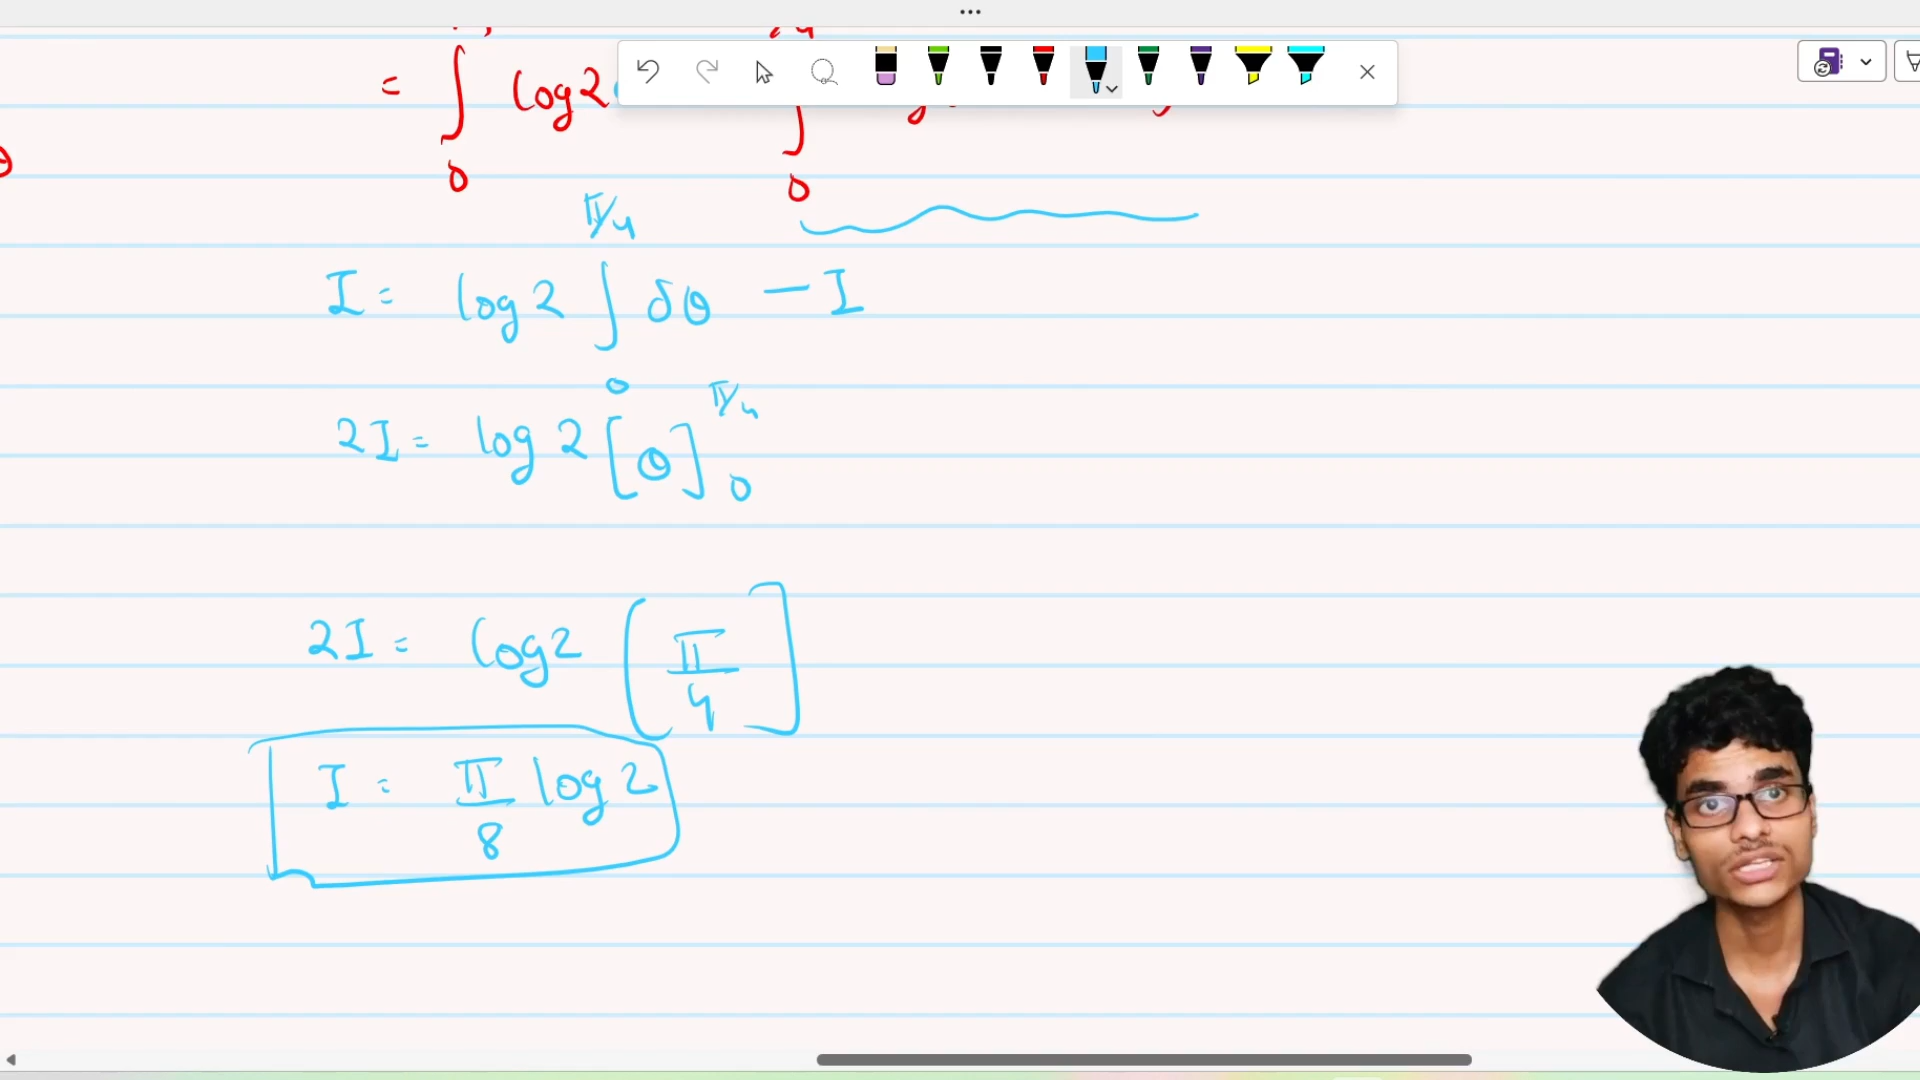 = ∫ log2
0 0
π/4
I = log 2 ∫ dθ - I
0 π/4
2I = log 2 [θ]
0
2I = log2 [π/4]
I = π/8 log 2